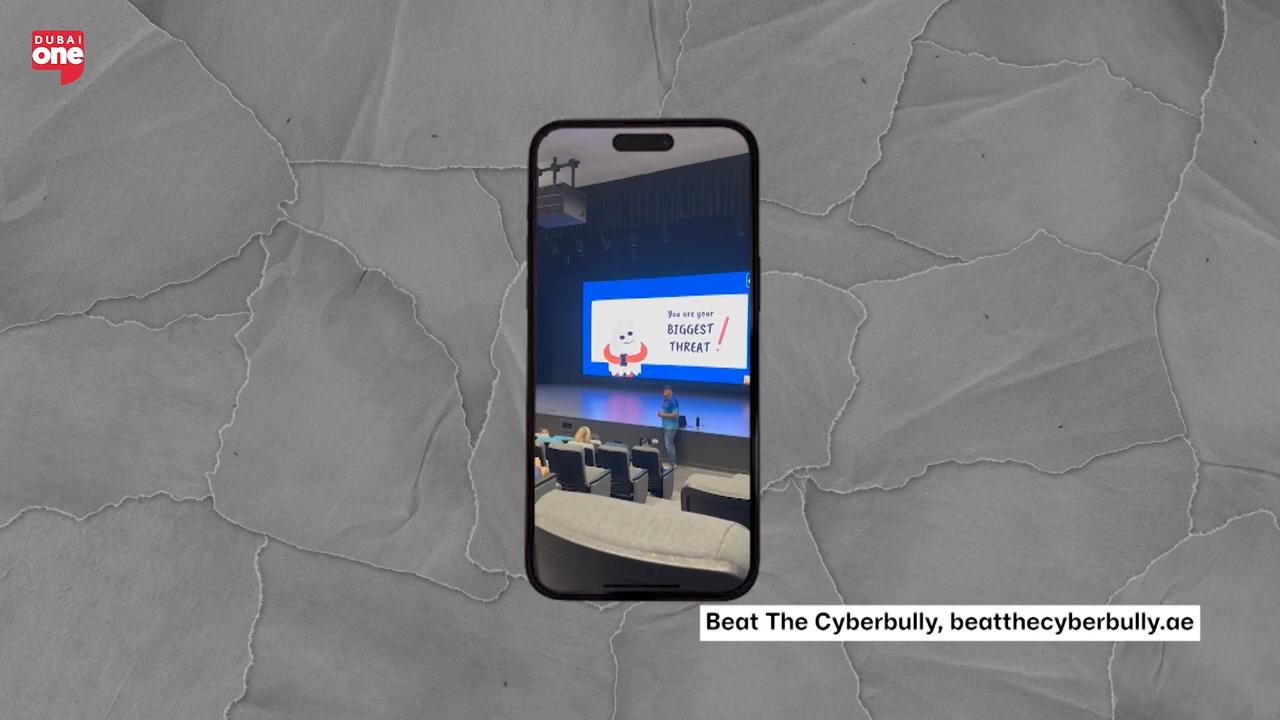 DUBAI
one
You are your
BIGGEST
THREAT!
Beat The Cyberbully, beatthecyberbully.ae